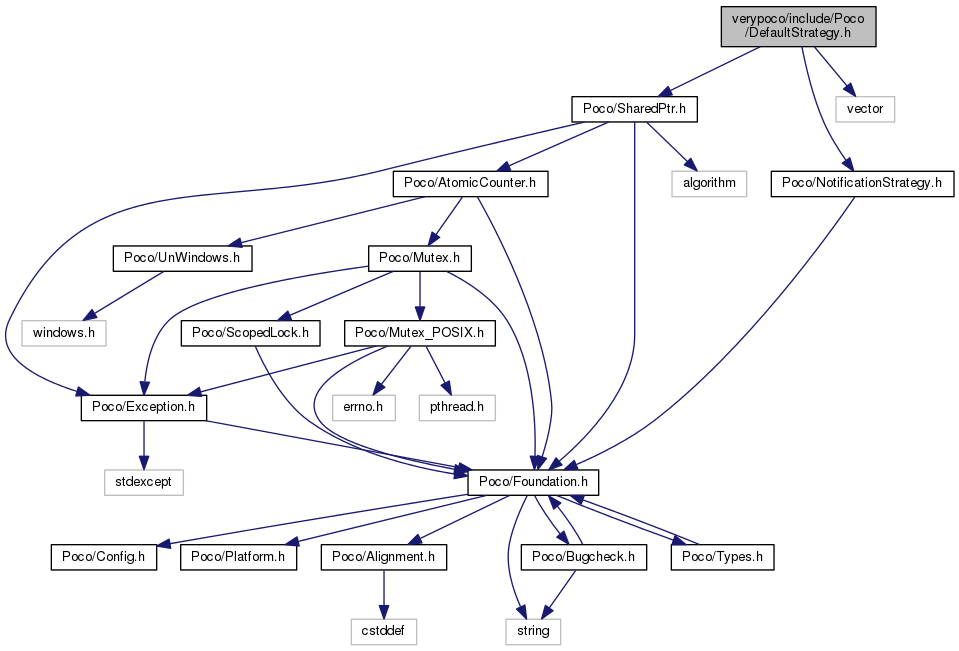 verypoco/include/Poco
/DefaultStrategy.h
Poco/SharedPtr.h
vector
Poco/AtomicCounter.h
algorithm
Poco/NotificationStrategy.h
Poco/UnWindows.h
Poco/Mutex.h
windows.h
Poco/ScopedLock.h
Poco/Mutex_POSIX.h
Poco/Exception.h
errno.h
pthread.h
stdexcept
Poco/Foundation.h
Poco/Config.h
Poco/Platform.h
Poco/Alignment.h
Poco/Bugcheck.h
Poco/Types.h
cstddef
string